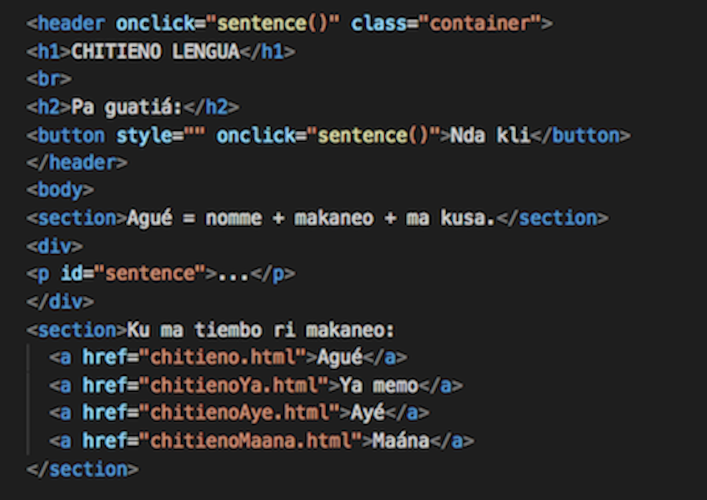 <header onclick="sentence()" class="container">
<h1>CHITIENO LENGUA</h1>
<br>
<h2>Pa guatiá:</h2>
<button style="" onclick="sentence()">Nda kli</button>
</header>
<body>
<section>Agué = nomme + makaneo + ma kusa.</section>
<div>
<p id="sentence">...</p>
</div>
<section>Ku ma tiembo ri makaneo:
<a href="chitieno.html">Agué</a>
<a href="chitienoYa.html">Ya memo</a>
<a href="chitienoAye.html">Ayé</a>
<a href="chitienoMaana.html">Maána</a>
</section>